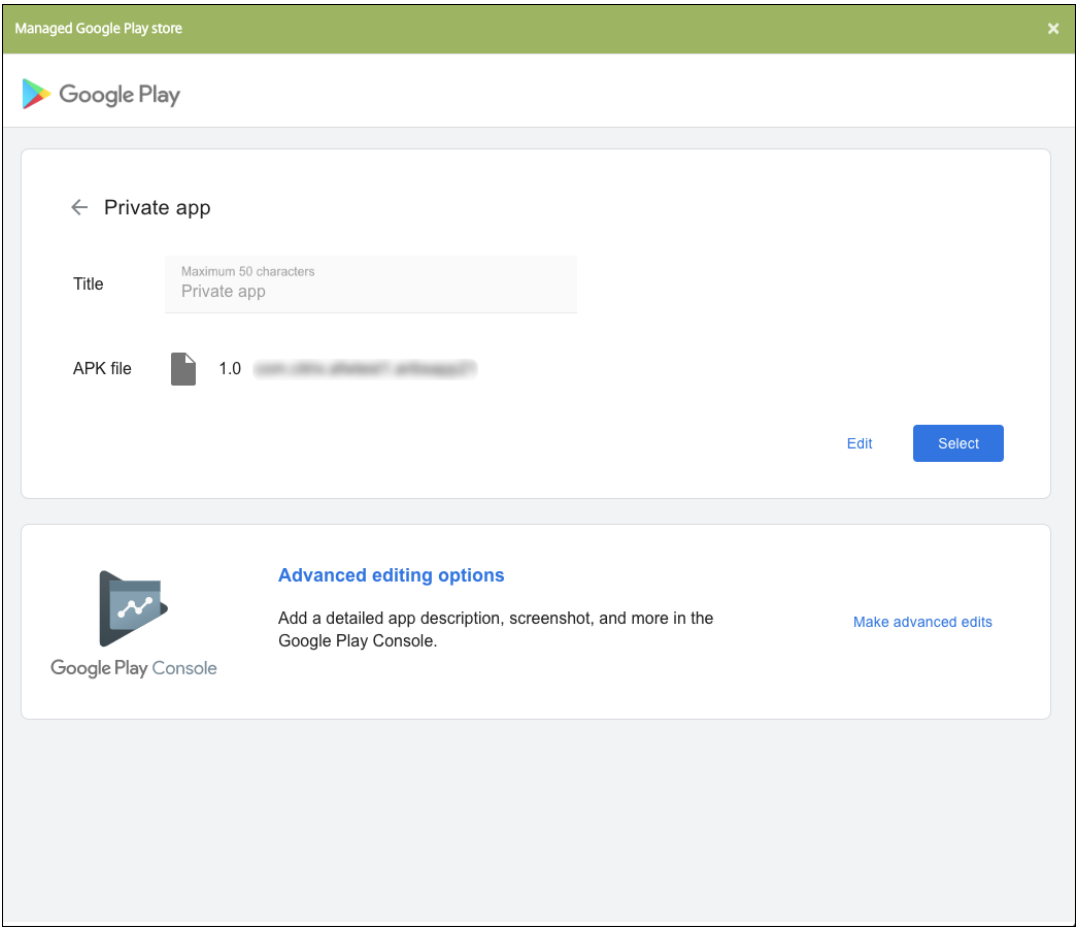 Managed Google Play store
Google Play
Private app
Title
Maximum 50 characters
Private app
APK file
1.0
Edit
Select
Advanced editing options
Add a detailed app description, screenshot, and more in the
Google Play Console.
Make advanced edits
Google Play Console